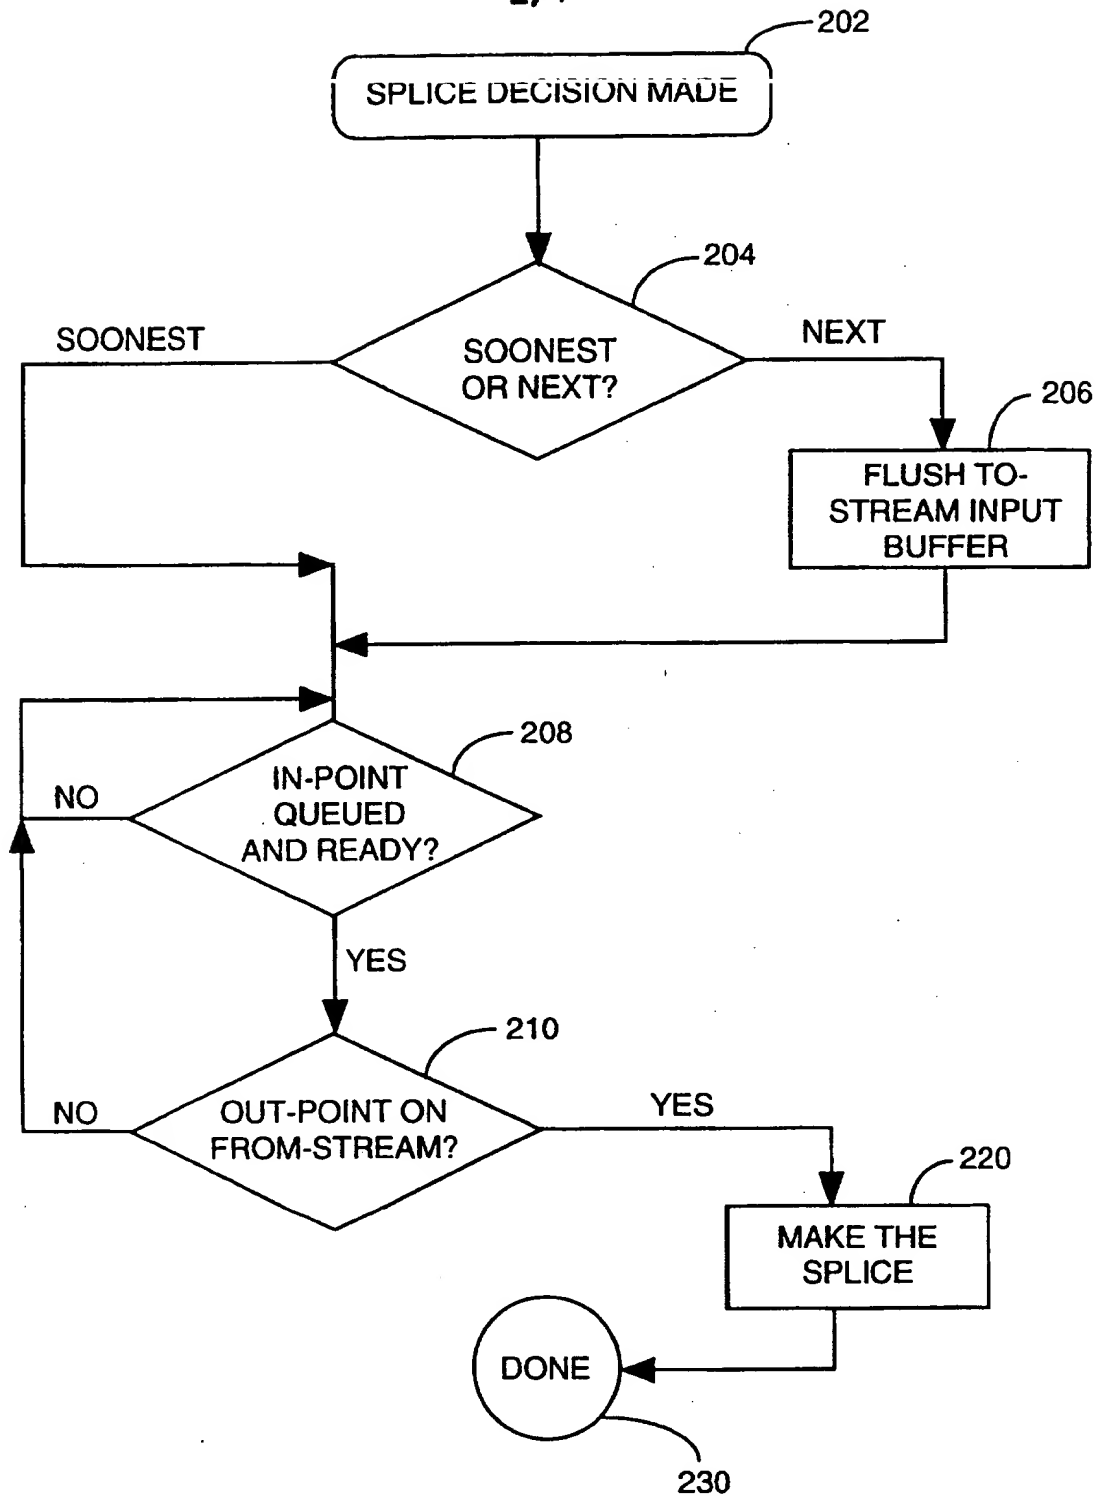 202
SPLICE DECISION MADE
204
SOONEST
NEXT
SOONEST
OR NEXT?
206
FLUSH TO-
STREAM INPUT
BUFFER
208
IN-POINT
QUEUED
AND READY?
NO
YES
210
OUT-POINT ON
FROM-STREAM?
NO
YES
220
MAKE THE
SPLICE
DONE
230